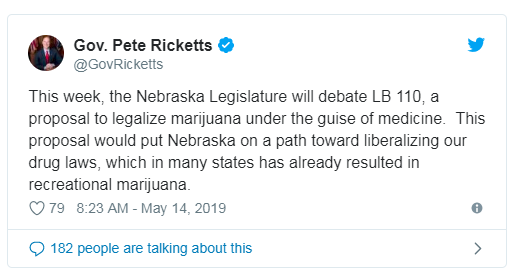 Gov. Pete Ricketts
@GovRicketts
This week, the Nebraska Legislature will debate LB 110, a
proposal to legalize marijuana under the guise of medicine.  This
proposal would put Nebraska on a path toward liberalizing our
drug laws, which in many states has already resulted in
recreational marijuana.
79 8:23 AM - May 14, 2019
182 people are talking about this